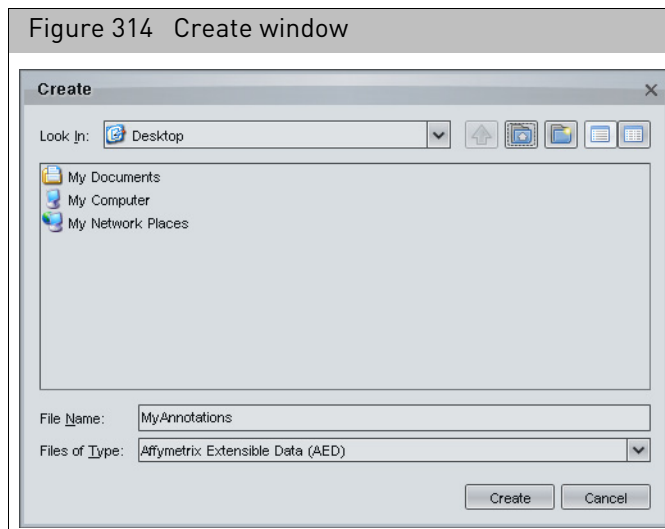 Figure 314 Create window
Create
Look In: Desktop
My Documents
My Computer
My Network Places
File Name: MyAnnotations
Files of Type: Affymetrix Extensible Data (AED)
Create Cancel